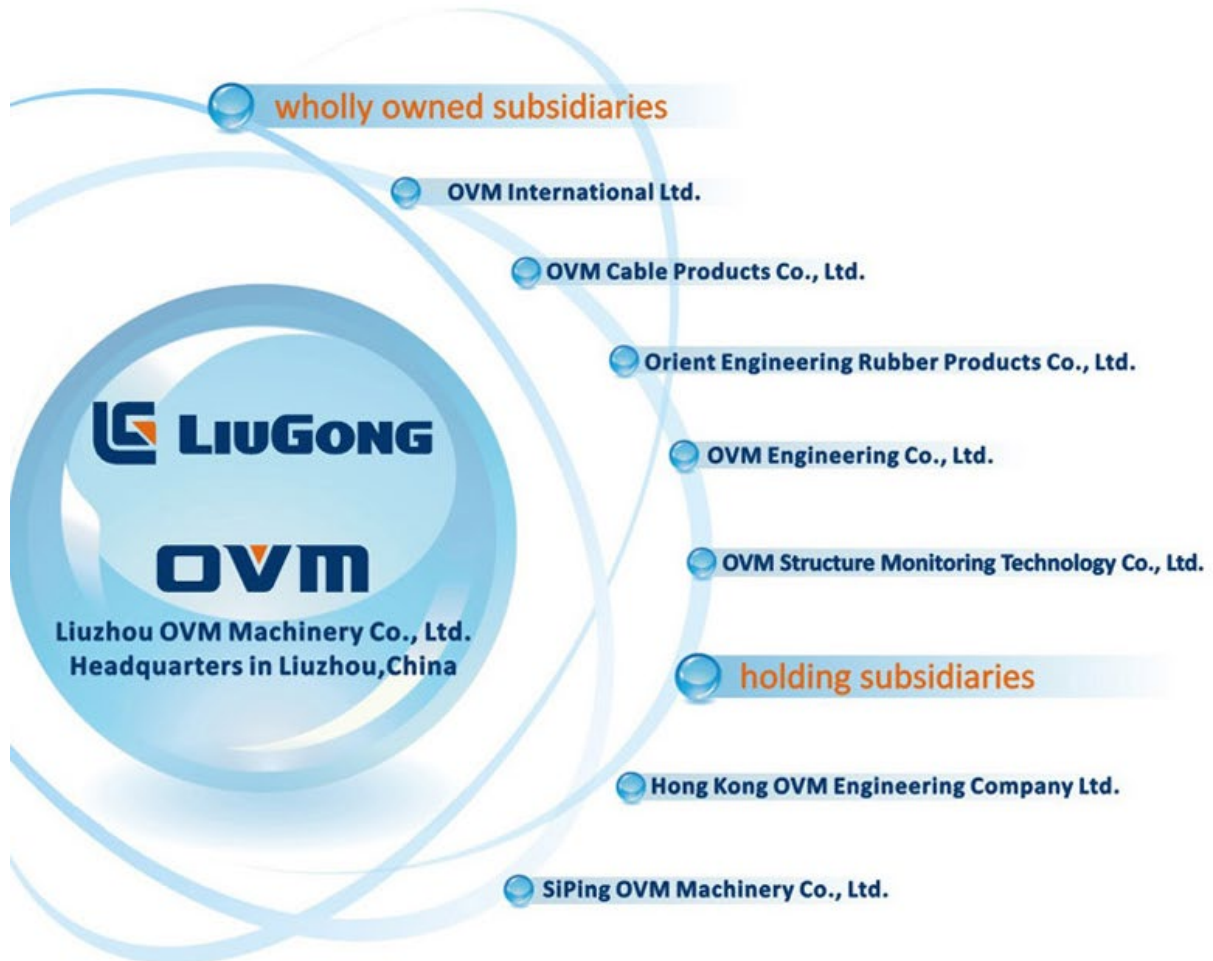 wholly owned subsidiaries
OVM International Ltd.
OVM Cable Products Co., Ltd.
Orient Engineering Rubber Products Co., Ltd.
LIUGONG
OVM Engineering Co., Ltd.
OVM
OVM Structure Monitoring Technology Co., Ltd.
Liuzhou OVM Machinery Co., Ltd.
Headquarters in Liuzhou,China
holding subsidiaries
Hong Kong OVM Engineering Company Ltd.
SiPing OVM Machinery Co., Ltd.